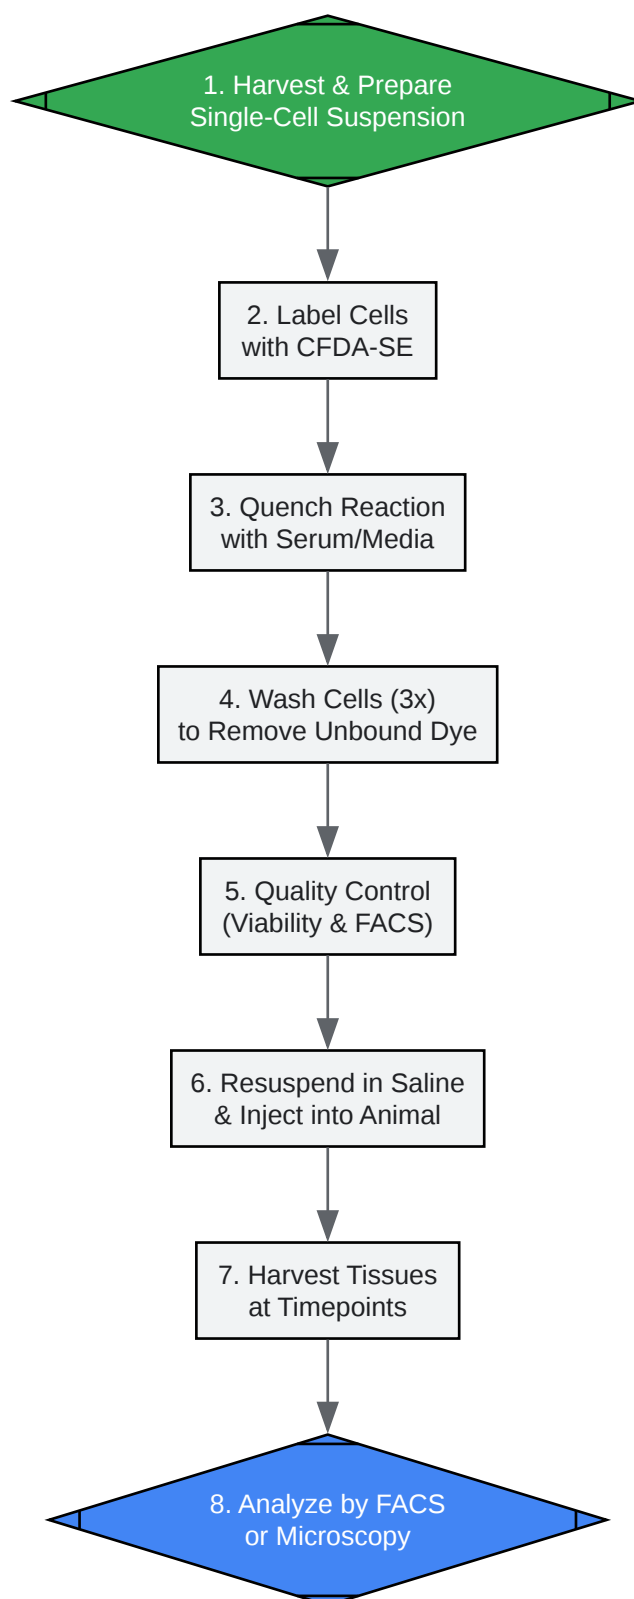 1. Harvest & Prepare
Single-Cell Suspension
2. Label Cells
with CFDA-SE
3. Quench Reaction
with Serum/Media
4. Wash Cells (3x)
to Remove Unbound Dye
5. Quality Control
(Viability & FACS)
6. Resuspend in Saline
& Inject into Animal
7. Harvest Tissues
at Timepoints
8. Analyze by FACS
or Microscopy